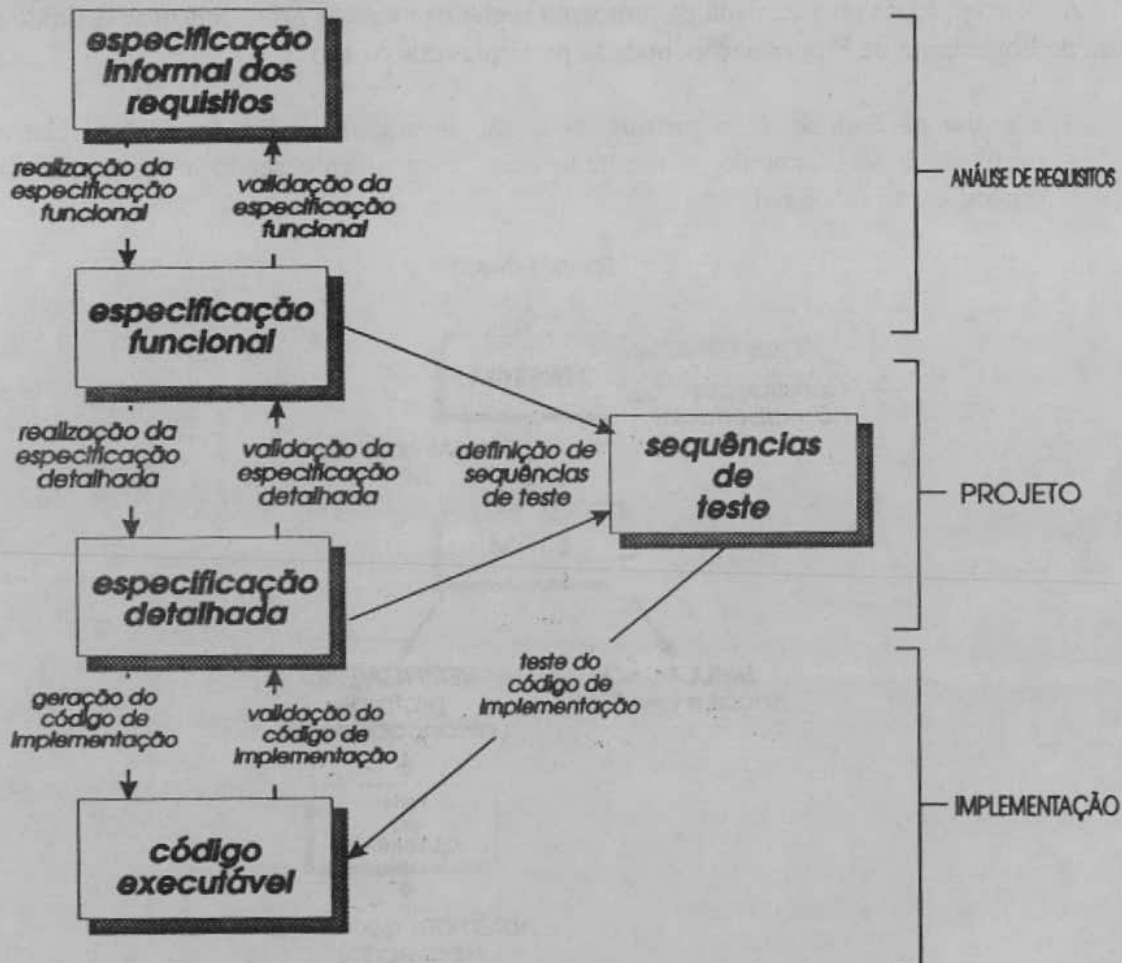 especificação
informal dos
requisitos
realização da
especificação
funcional
validação da
especificação
funcional
ANÁLISE DE REQUISITOS
especificação
funcional
realização da
especificação
detalhada
validação da
especificação
detalhada
definição de
sequências
de teste
sequências
de
teste
PROJETO
especificação
detalhada
geração do
código de
implementação
validação do
código de
implementação
teste do
código de
implementação
IMPLEMENTAÇÃO
código
executável